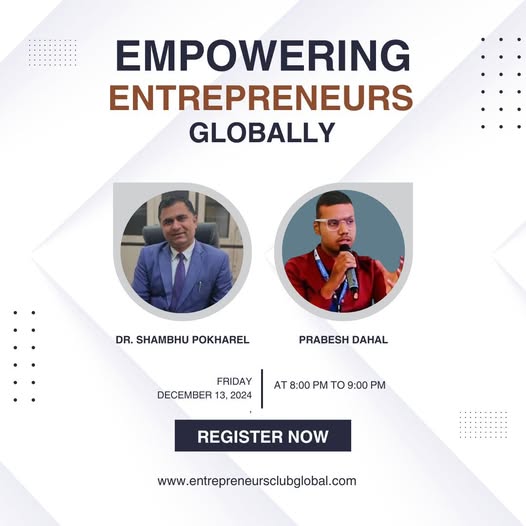 EMPOWERING
ENTREPRENEURS
GLOBALLY
DR. SHAMBHU POKHAREL
PRABESH DAHAL
FRIDAY
DECEMBER 13, 2024
AT 8:00 PM TO 9:00 PM
REGISTER NOW
www.entrepreneursclubglobal.com